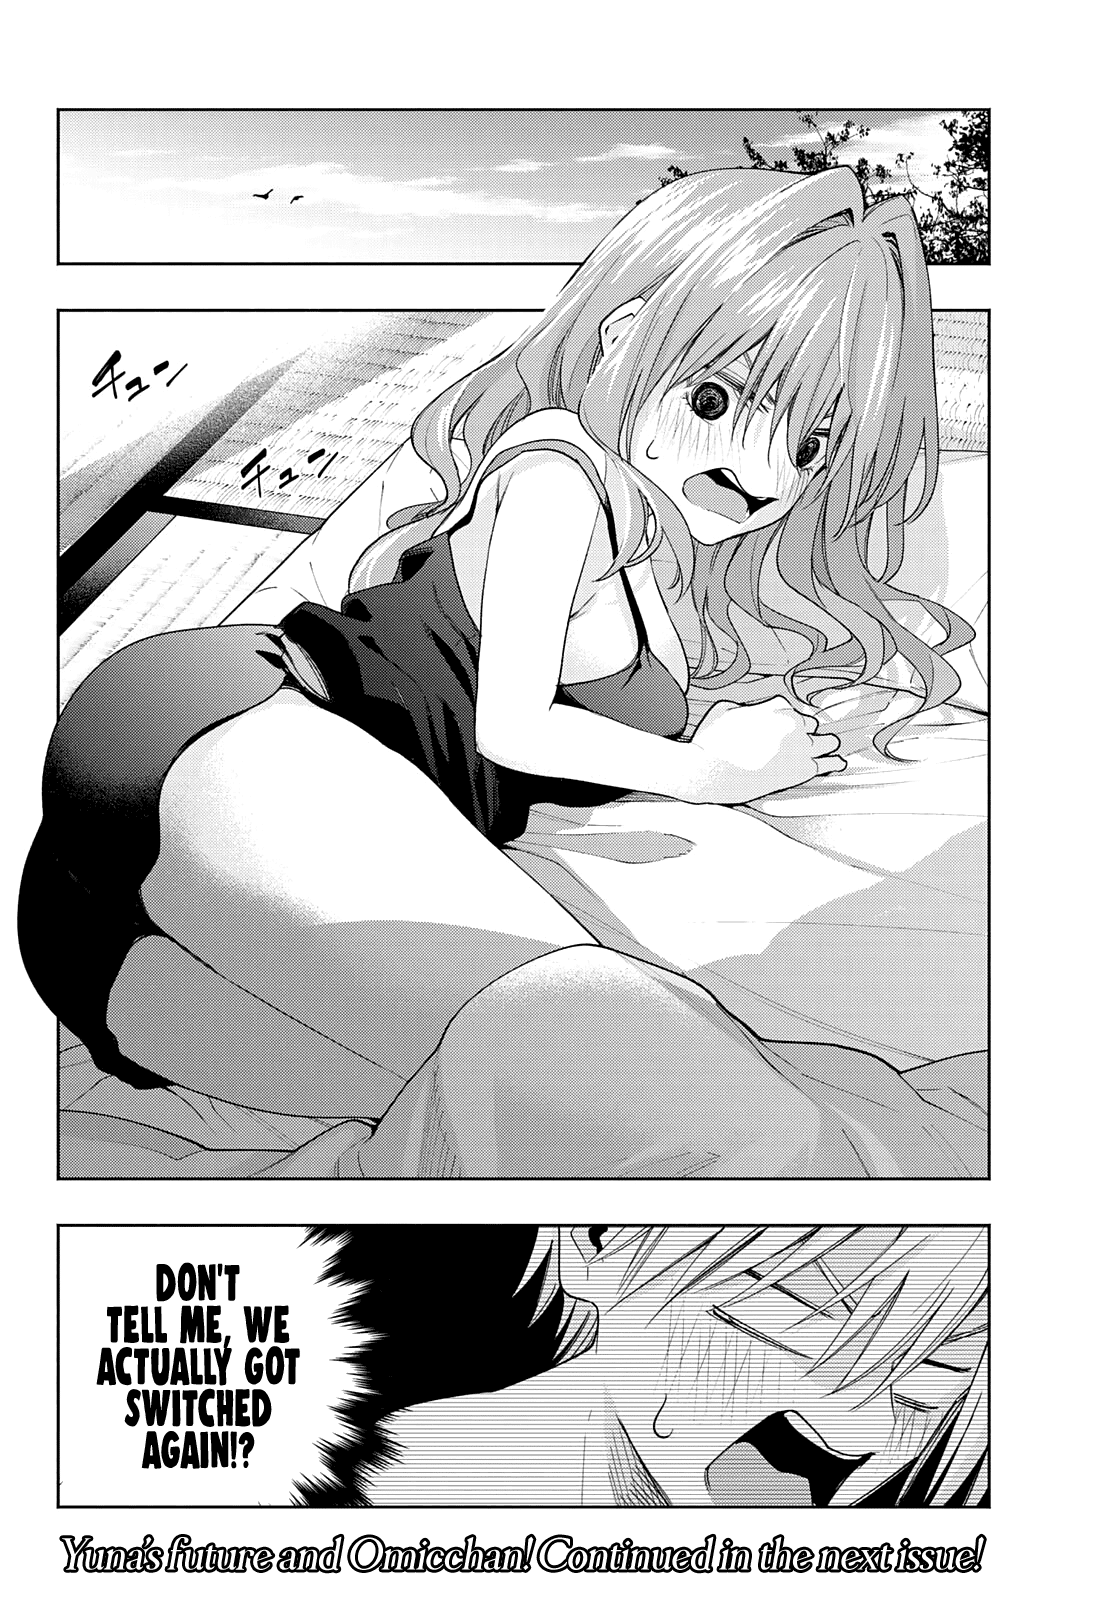 チュン
チュン
DON'T
TELL ME, WE
ACTUALLY GOT
SWITCHED
AGAIN!?
Yuna's future and Omicchan! Continued in the next issue!